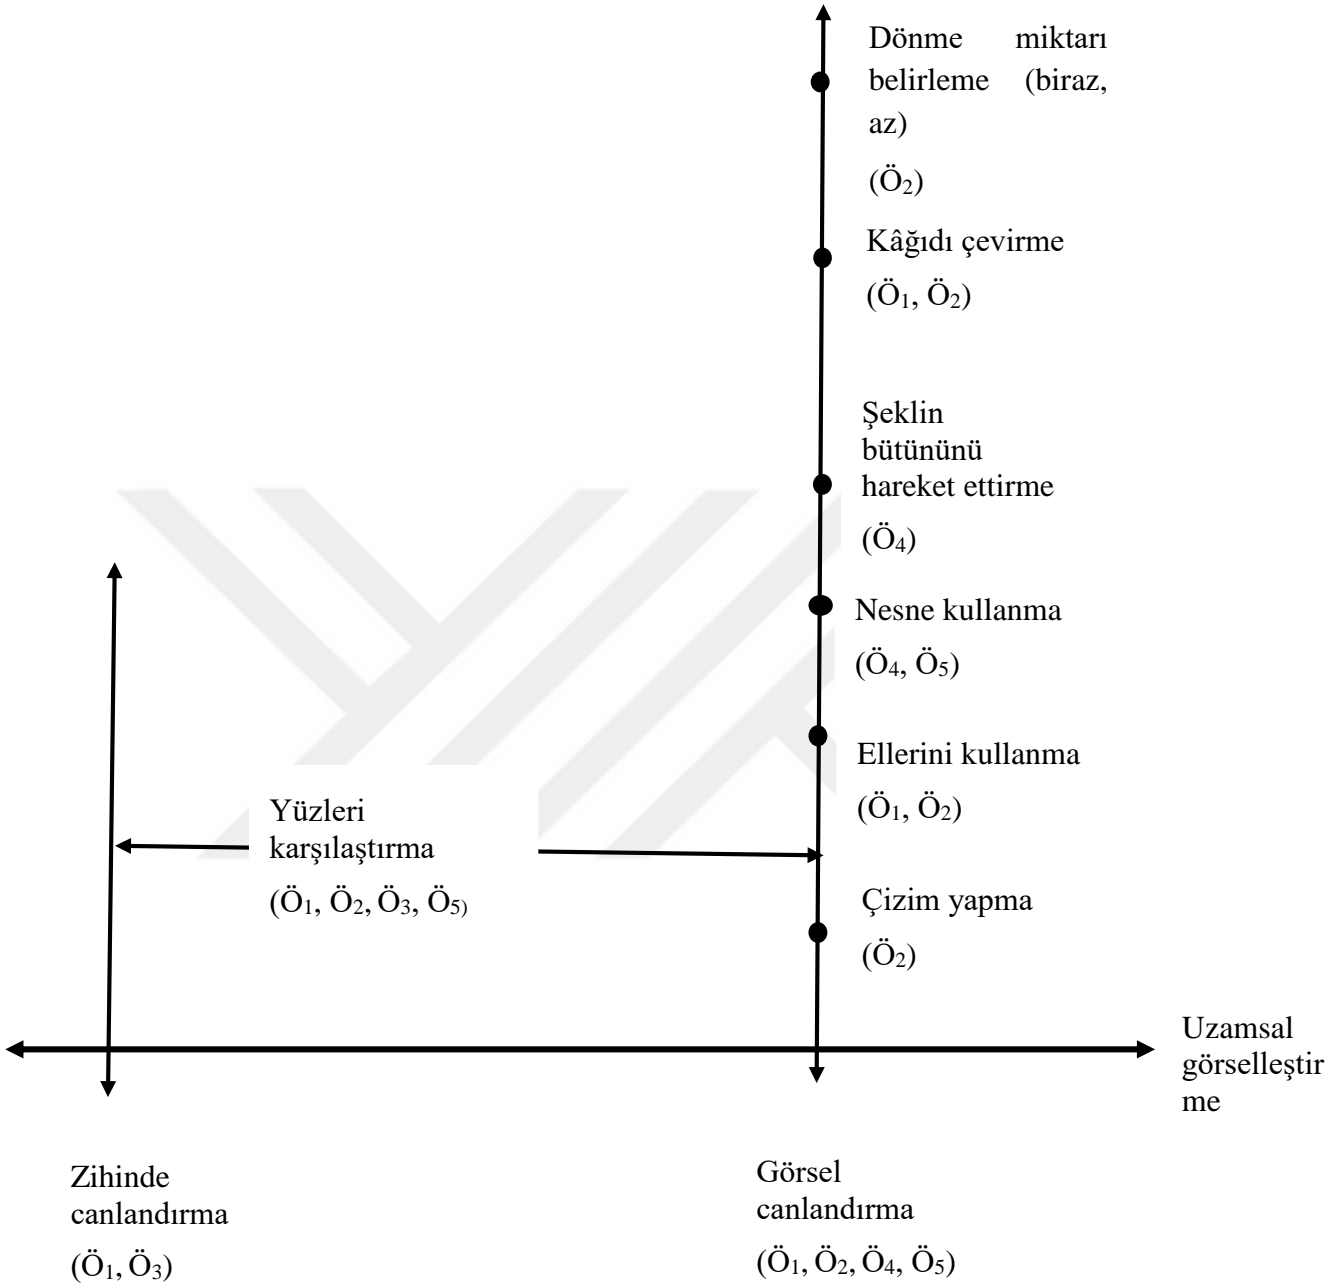 Dönme miktarı
belirleme (biraz,
az)
(Ö₂)
Kâğıdı çevirme
(Ö₁, Ö₂)
Şeklin
bütününü
hareket ettirme
(Ö₄)
Nesne kullanma
(Ö₄, Ö₅)
Ellerini kullanma
(Ö₁, Ö₂)
Yüzleri
karşılaştırma
(Ö₁, Ö₂, Ö₃, Ö₅)
Çizim yapma
(Ö₂)
Uzamsal
görselleştir
me
Zihinde
canlandırma
(Ö₁, Ö₃)
Görsel
canlandırma
(Ö₁, Ö₂, Ö₄, Ö₅)